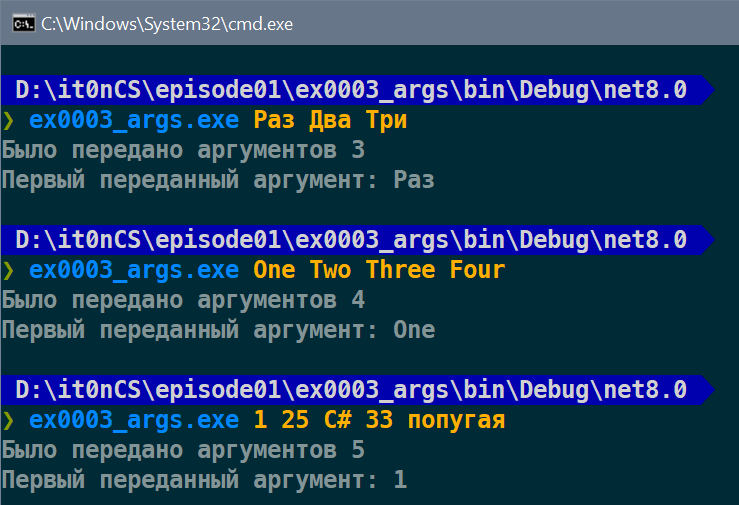 C:\Windows\System32\cmd.exe
D:\it0nCS\episode01\ex0003_args\bin\Debug\net8.0
❯ ex0003_args.exe Раз Два Три
Было передано аргументов 3
Первый переданный аргумент: Раз
D:\it0nCS\episode01\ex0003_args\bin\Debug\net8.0
❯ ex0003_args.exe One Two Three Four
Было передано аргументов 4
Первый переданный аргумент: One
D:\it0nCS\episode01\ex0003_args\bin\Debug\net8.0
❯ ex0003_args.exe 1 25 C# 33 попугая
Было передано аргументов 5
Первый переданный аргумент: 1